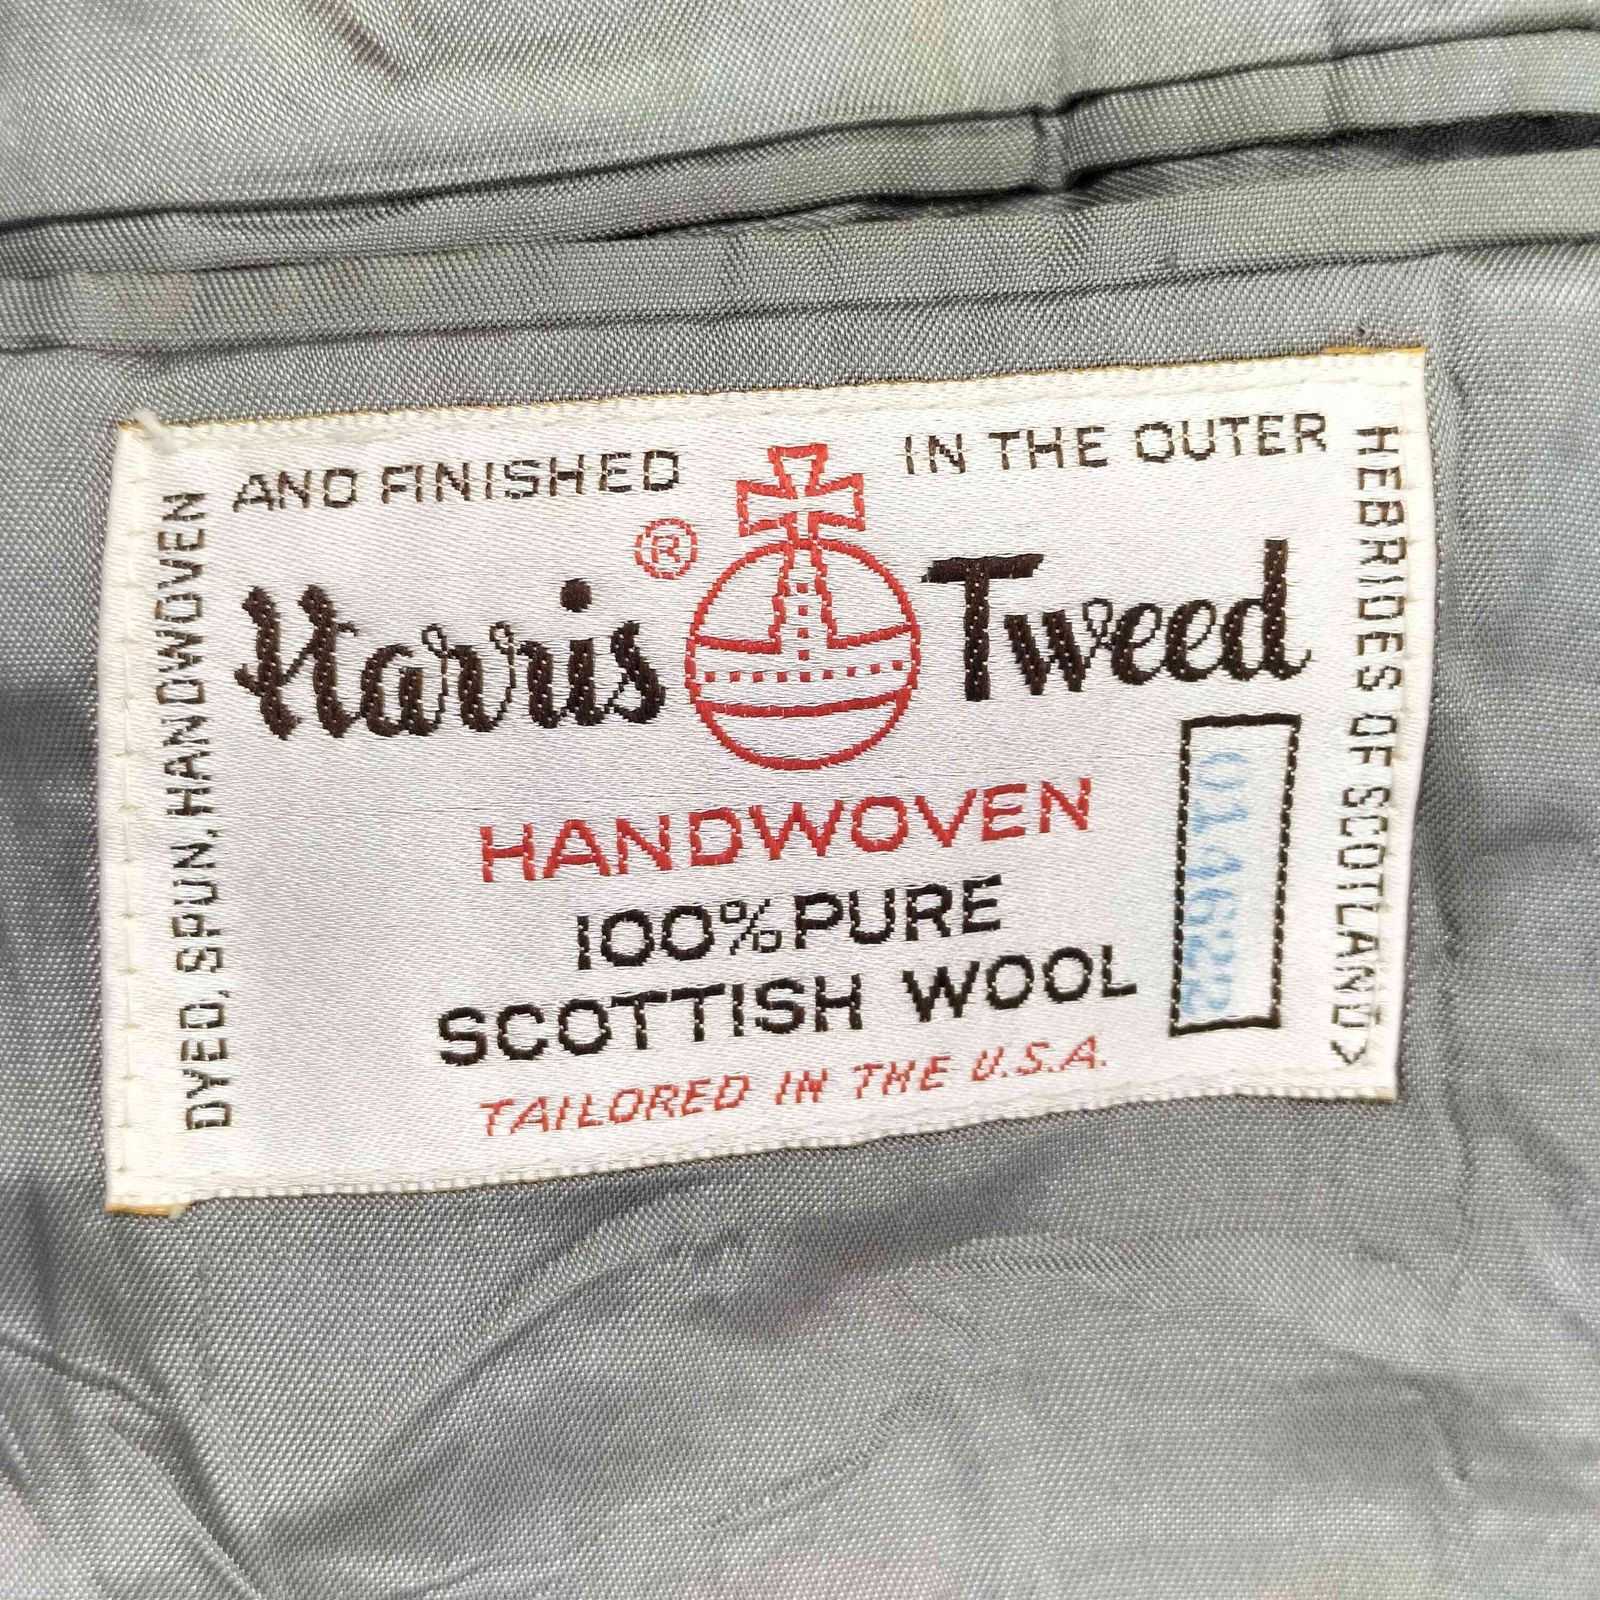 DYED, SPUN, HANDWOVEN
AND FINISHED
IN THE OUTER
HEBRIDES OF SCOTLAND>
Harris ® Tweed
HANDWOVEN
100% PURE
SCOTTISH WOOL
TAILORED IN THE U.S.A.